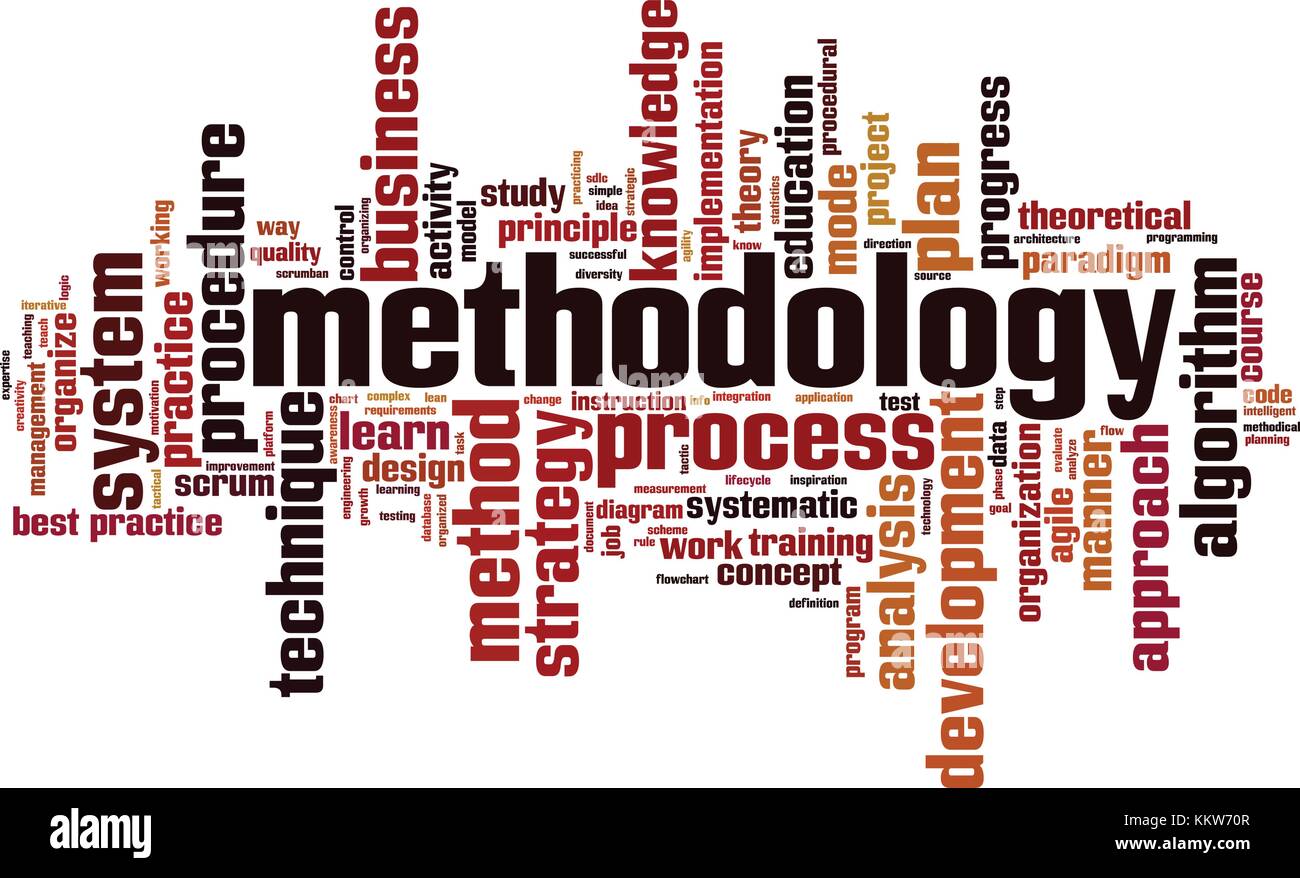 methodology
business
knowledge
implementation
education
procedural
progress
procedure
activity
model
study
principle
practicing
sdlc
simple
idea
strategic
successful
diversity
agility
theory
know
statistics
mode
project
direction
plan
source
theoretical
architecture
programming
paradigm
way
quality
scrumban
control
organizing
working
system
practice
motivation
tactical
iterative
logic
teaching
teach
organize
management
creativity
expertise
best practice
improvement
scrum
platform
technique
chart
complex
lean
requirements
awareness
learn
task
design
engineering
growth
learning
testing
database
organized
method
change
strategy
instruction
info
integration
application
test
process
tactic
lifecycle
inspiration
measurement
diagram
systematic
document
job
scheme
rule
work
training
flowchart
concept
definition
program
analysis
technology
development
step
data
phase
goal
organization
evaluate
analyze
agile
flow
manner
approach
algorithm
course
code
intelligent
methodical
planning
a
alamy
Image ID: KKW70R
www.alamy.com